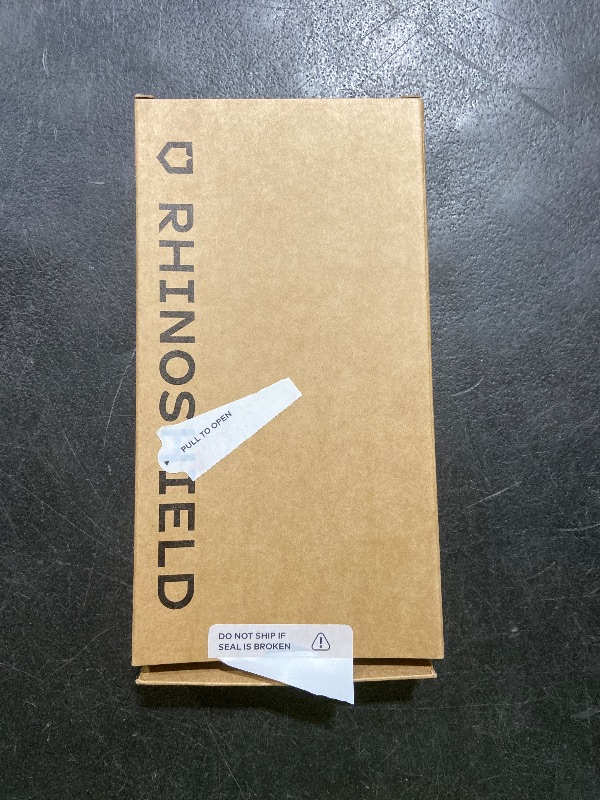 RHINOSHIELD
PULL TO OPEN
DO NOT SHIP IF
SEAL IS BROKEN